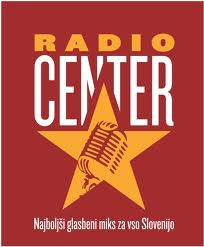 RADIO
CENTER
Najboljši glasbeni miks za vso Slovenijo